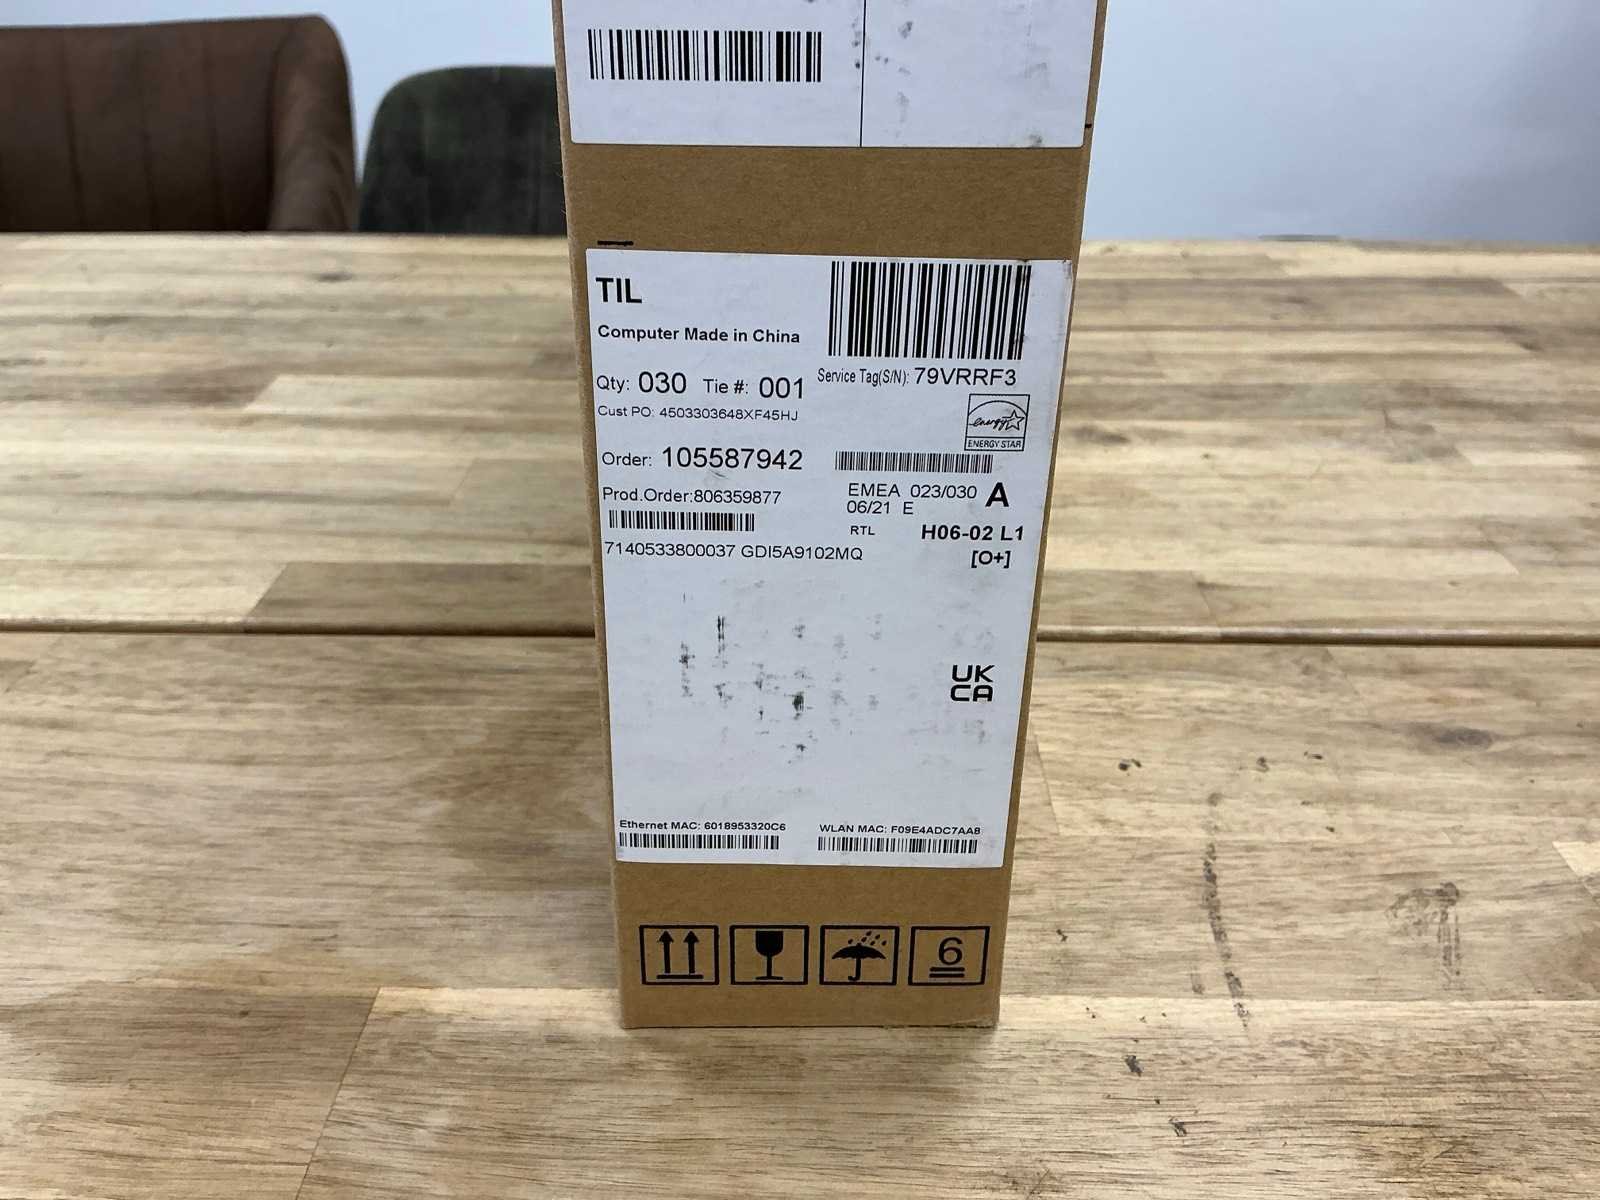 TIL
Computer Made in China
Service Tag(S/N): 79VRRF3
Qty: 030 Tie #: 001
Cust PO: 4503303648XF45HJ
energy
ENERGY STAR
Order: 105587942
Prod.Order:806359877
EMEA 023/030 A
06/21 E
RTL H06-02 L1
[O+]
7140533800037 GDI5A9102MQ
UK
CA
Ethernet MAC: 6018953320C6
WLAN MAC: F09E4ADC7AA8
6